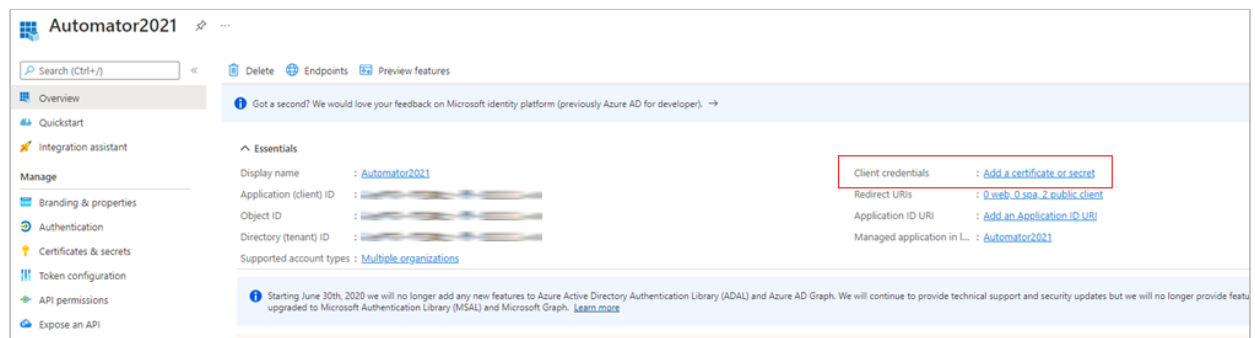 Automator2021 ...
Search (Ctrl+/) «
Delete Endpoints Preview features
Overview
Quickstart
Integration assistant
Manage
Branding & properties
Authentication
Certificates & secrets
Token configuration
API permissions
Expose an API
Got a second? We would love your feedback on Microsoft identity platform (previously Azure AD for developer). →
Essentials
Display name : Automator2021
Application (client) ID :
Object ID :
Directory (tenant) ID :
Supported account types : Multiple organizations
Client credentials : Add a certificate or secret
Redirect URIs : 0 web, 0 spa, 2 public client
Application ID URI : Add an Application ID URI
Managed application in l... : Automator2021
Starting June 30th, 2020 we will no longer add any new features to Azure Active Directory Authentication Library (ADAL) and Azure AD Graph. We will continue to provide technical support and security updates but we will no longer provide featu
upgraded to Microsoft Authentication Library (MSAL) and Microsoft Graph. Learn more